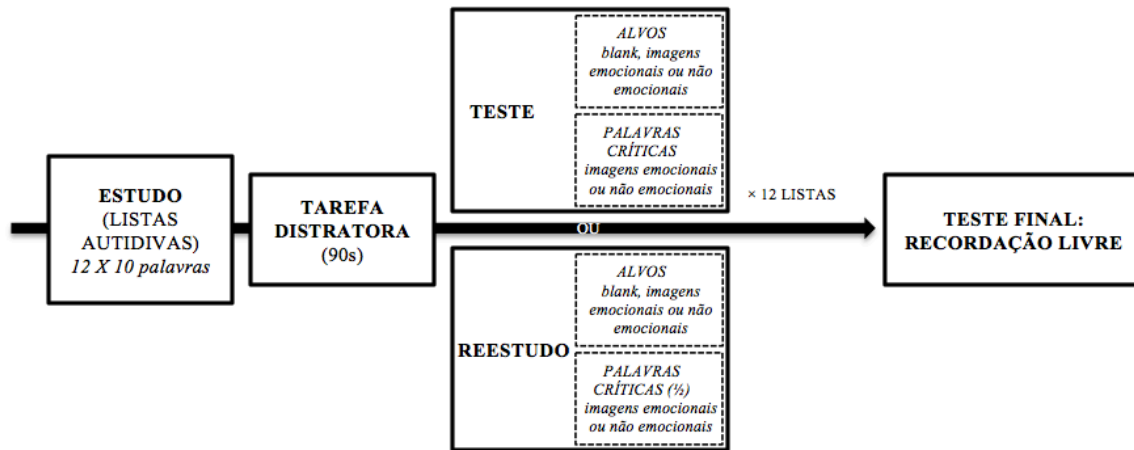 ESTUDO
(LISTAS
AUTIDIVAS)
12 X 10 palavras
TAREFA
DISTRATORA
(90s)
TESTE
ALVOS
blank, imagens
emocionais ou não
emocionais
PALAVRAS
CRÍTICAS
imagens emocionais
ou não emocionais
OU
REESTUDO
ALVOS
blank, imagens
emocionais ou não
emocionais
PALAVRAS
CRÍTICAS (½)
imagens emocionais
ou não emocionais
× 12 LISTAS
TESTE FINAL:
RECORDAÇÃO LIVRE